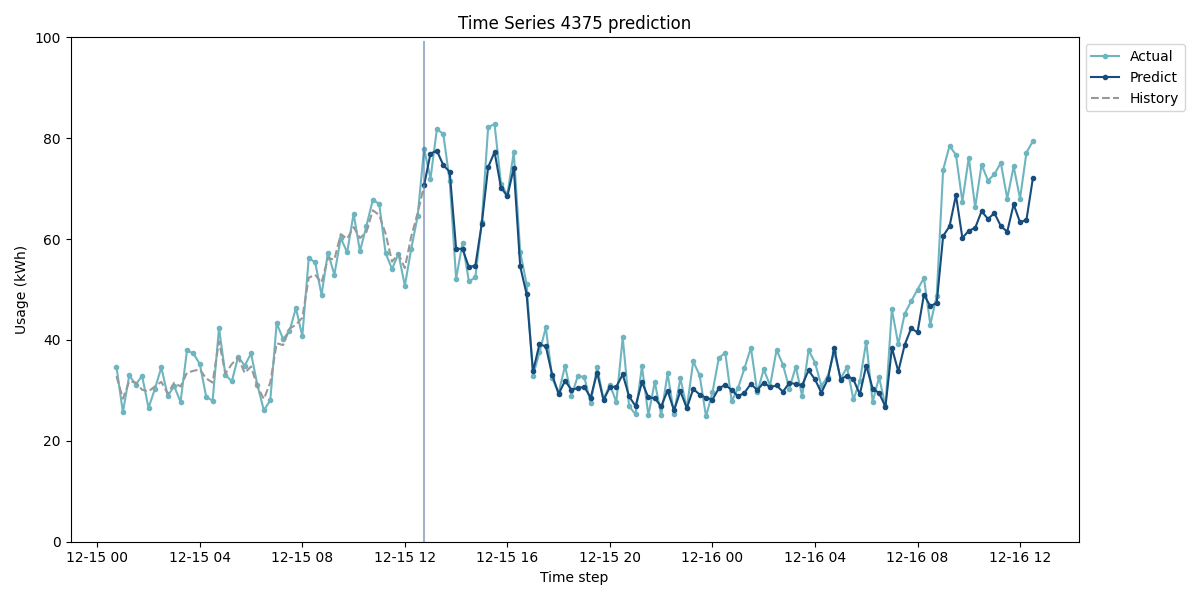 Time Series 4375 prediction
100
80
60
40
20
0
Usage (kWh)
12-15 00 12-15 04 12-15 08 12-15 12 12-15 16 12-15 20 12-16 00 12-16 04 12-16 08 12-16 12
Time step
Actual
Predict
History